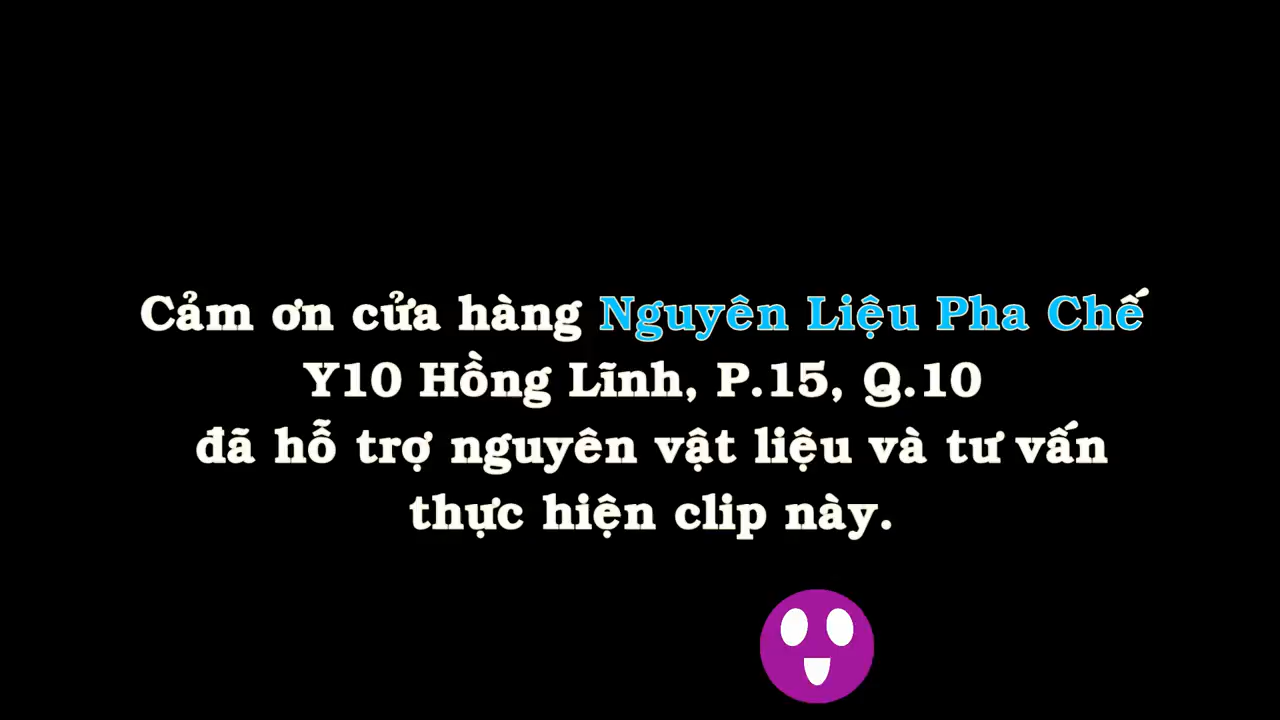 Cảm ơn cửa hàng Nguyên Liệu Pha Chế
Y10 Hồng Lĩnh, P.15, Q.10
đã hỗ trợ nguyên vật liệu và tư vấn
thực hiện clip này.